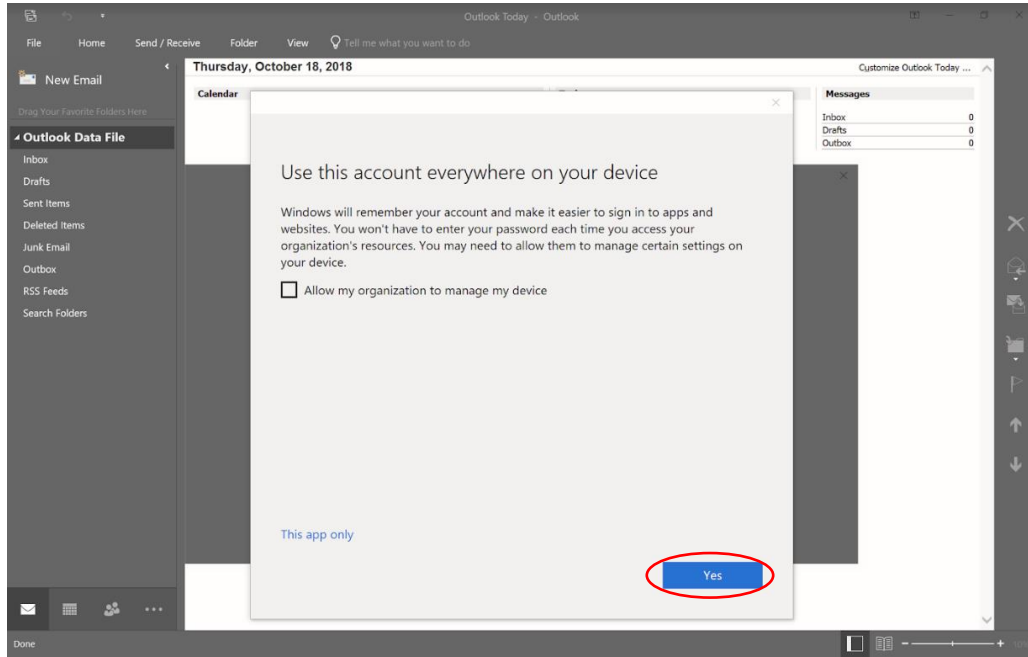 Outlook Today - Outlook
File Home Send / Receive Folder View Tell me what you want to do
New Email
Drag Your Favorite Folders Here
Outlook Data File
Inbox
Drafts
Sent Items
Deleted Items
Junk Email
Outbox
RSS Feeds
Search Folders
Thursday, October 18, 2018
Customize Outlook Today ...
Calendar
Messages
Inbox 0
Drafts 0
Outbox 0
Use this account everywhere on your device
Windows will remember your account and make it easier to sign in to apps and
websites. You won't have to enter your password each time you access your
organization's resources. You may need to allow them to manage certain settings on
your device.
Allow my organization to manage my device
This app only
Yes
Done